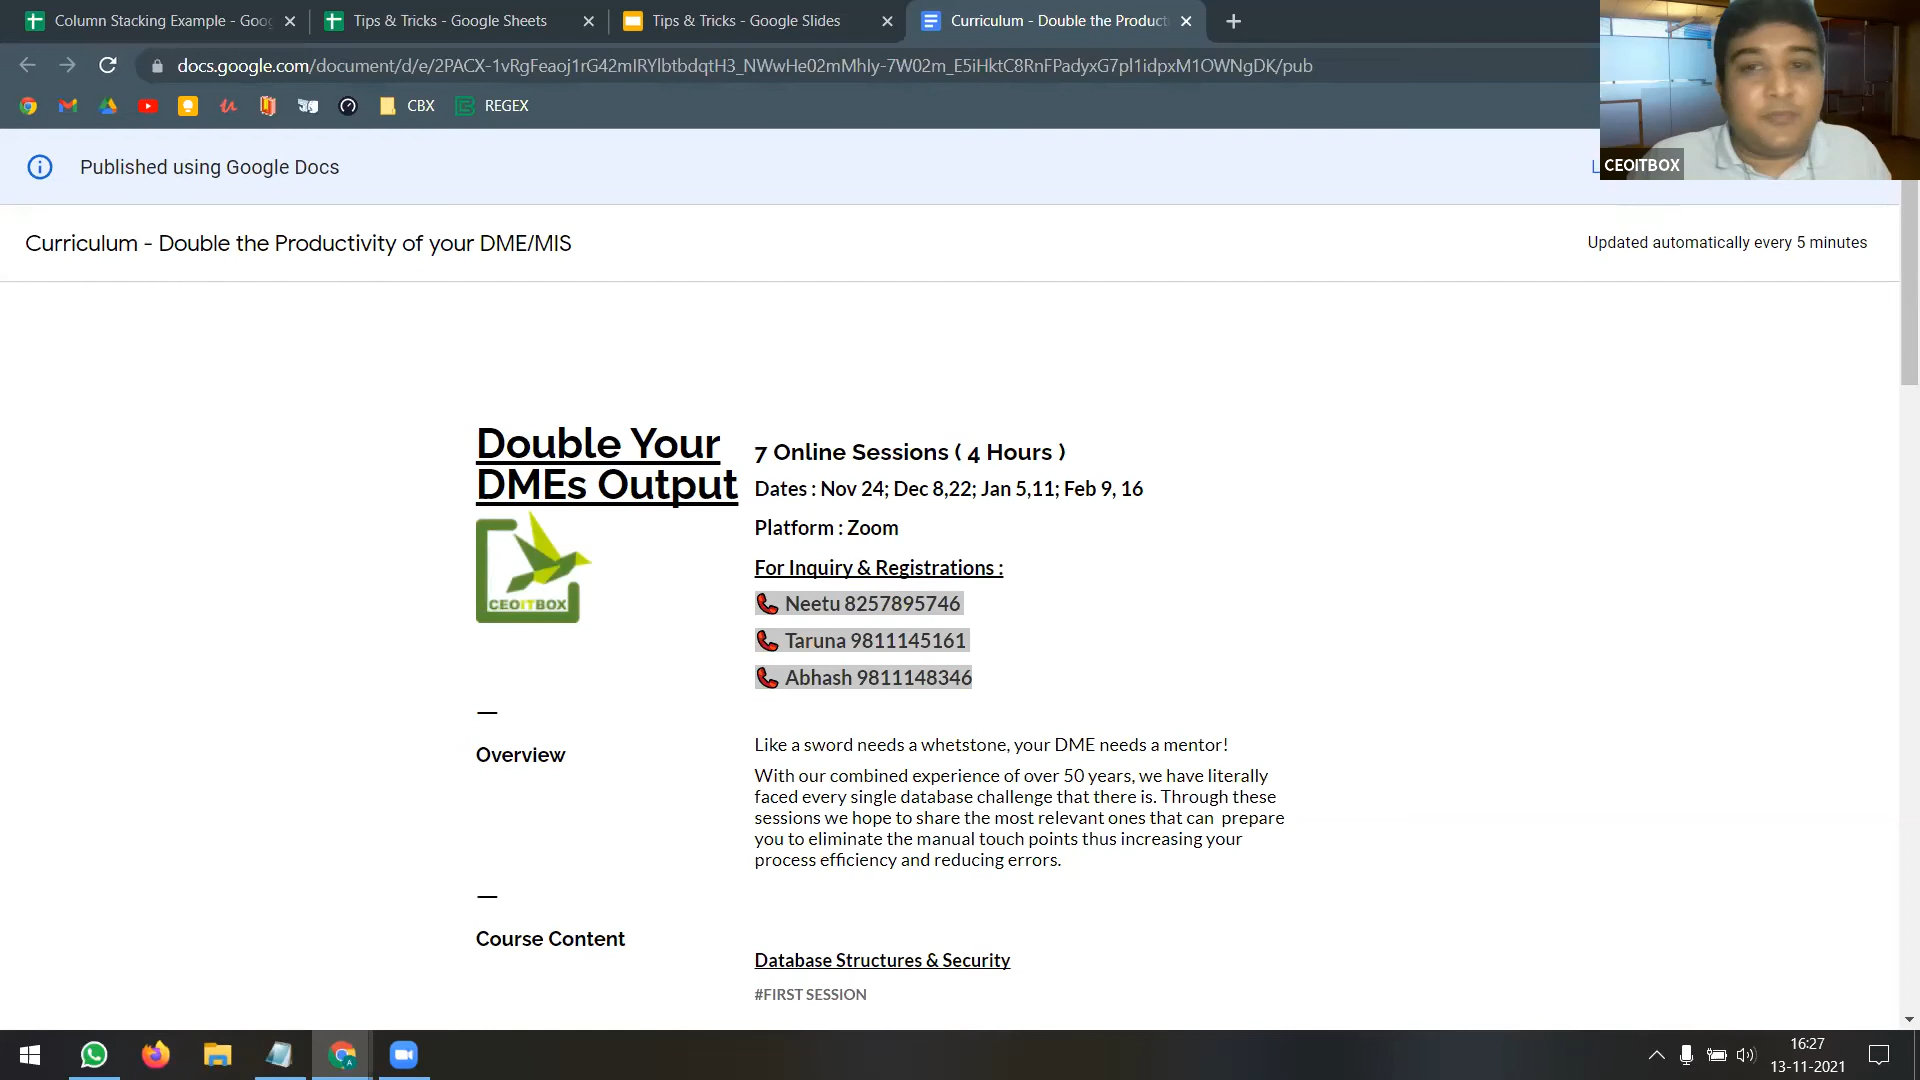 Column Stacking Example - Goog
Tips & Tricks - Google Sheets
Tips & Tricks - Google Slides
Curriculum - Double the Product
docs.google.com/document/d/e/2PACX-1vRgFeaoj1rG42mIRYlbtbdqtH3_NWwHe02mMhly-7W02m_E5iHktC8RnFPadyxG7pl1idpxM1OWNgDK/pub
CBX
REGEX
Published using Google Docs
CEOITBOX
Curriculum - Double the Productivity of your DME/MIS
Updated automatically every 5 minutes
Double Your
DMEs Output
CEOITBOX
7 Online Sessions ( 4 Hours )
Dates : Nov 24; Dec 8,22; Jan 5,11; Feb 9, 16
Platform : Zoom
For Inquiry & Registrations :
Neetu 8257895746
Taruna 9811145161
Abhash 9811148346
Overview
Like a sword needs a whetstone, your DME needs a mentor!
With our combined experience of over 50 years, we have literally
faced every single database challenge that there is. Through these
sessions we hope to share the most relevant ones that can  prepare
you to eliminate the manual touch points thus increasing your
process efficiency and reducing errors.
Course Content
Database Structures & Security
#FIRST SESSION
16:27
13-11-2021